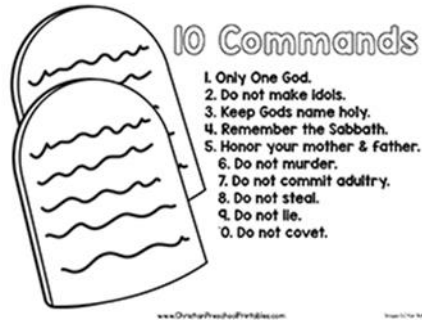 10 Commands
1. Only One God.
2. Do not make idols.
3. Keep Gods name holy.
4. Remember the Sabbath.
5. Honor your mother & father.
6. Do not murder.
7. Do not commit adultry.
8. Do not steal.
9. Do not lie.
10. Do not covet.
www.ChristianPreschoolPrintables.com